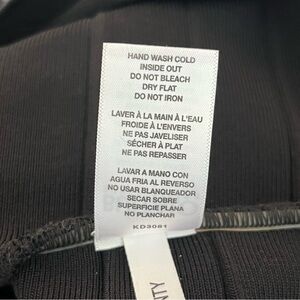 HAND WASH COLD
INSIDE OUT
DO NOT BLEACH
DRY FLAT
DO NOT IRON
LAVER À LA MAIN À L'EAU
FROIDE À L'ENVERS
NE PAS JAVELISER
SÉCHER À PLAT
NE PAS REPASSER
LAVAR A MANO CON
AGUA FRIA AL REVERSO
NO USAR BLANQUEADOR
SECAR SOBRE
SUPERFICIE PLANA
NO PLANCHAR
KD3081